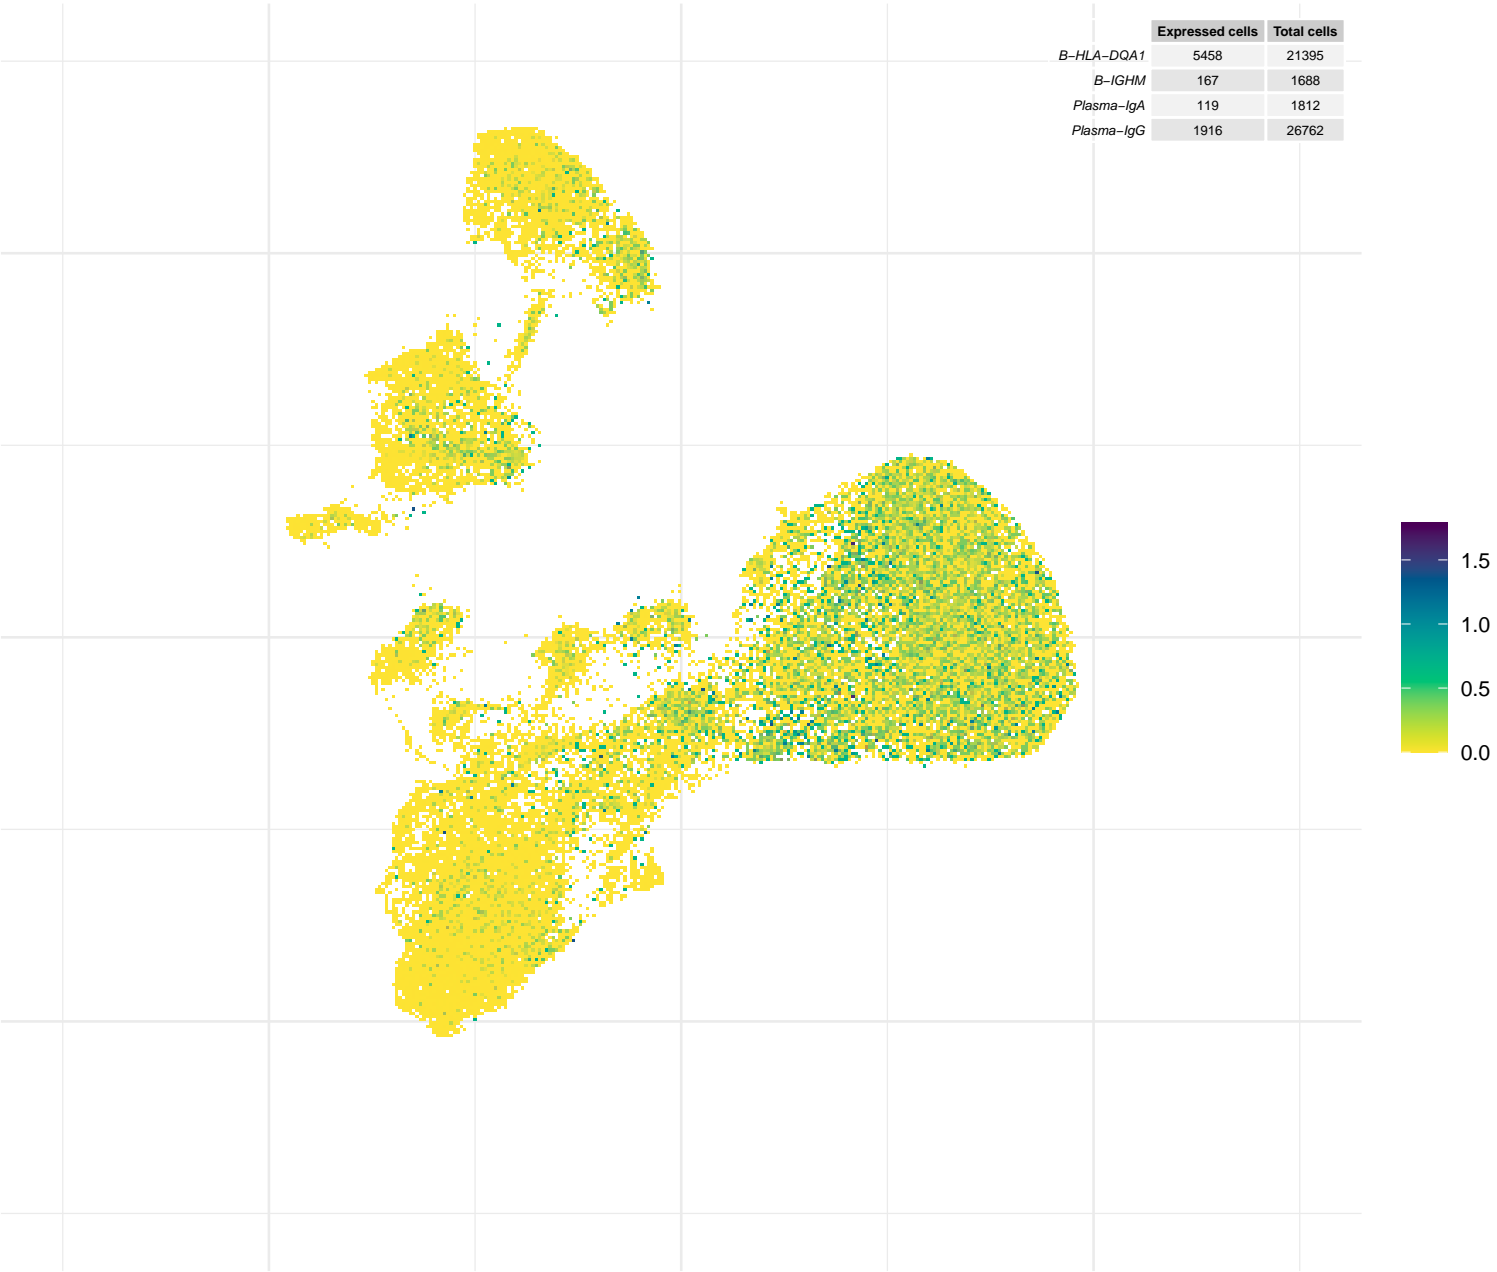 Expressed cells Total cells
B−HLA−DQA1 5458 21395
B−IGHM 167 1688
Plasma−IgA 119 1812
Plasma−IgG 1916 26762
1.5
1.0
0.5
0.0